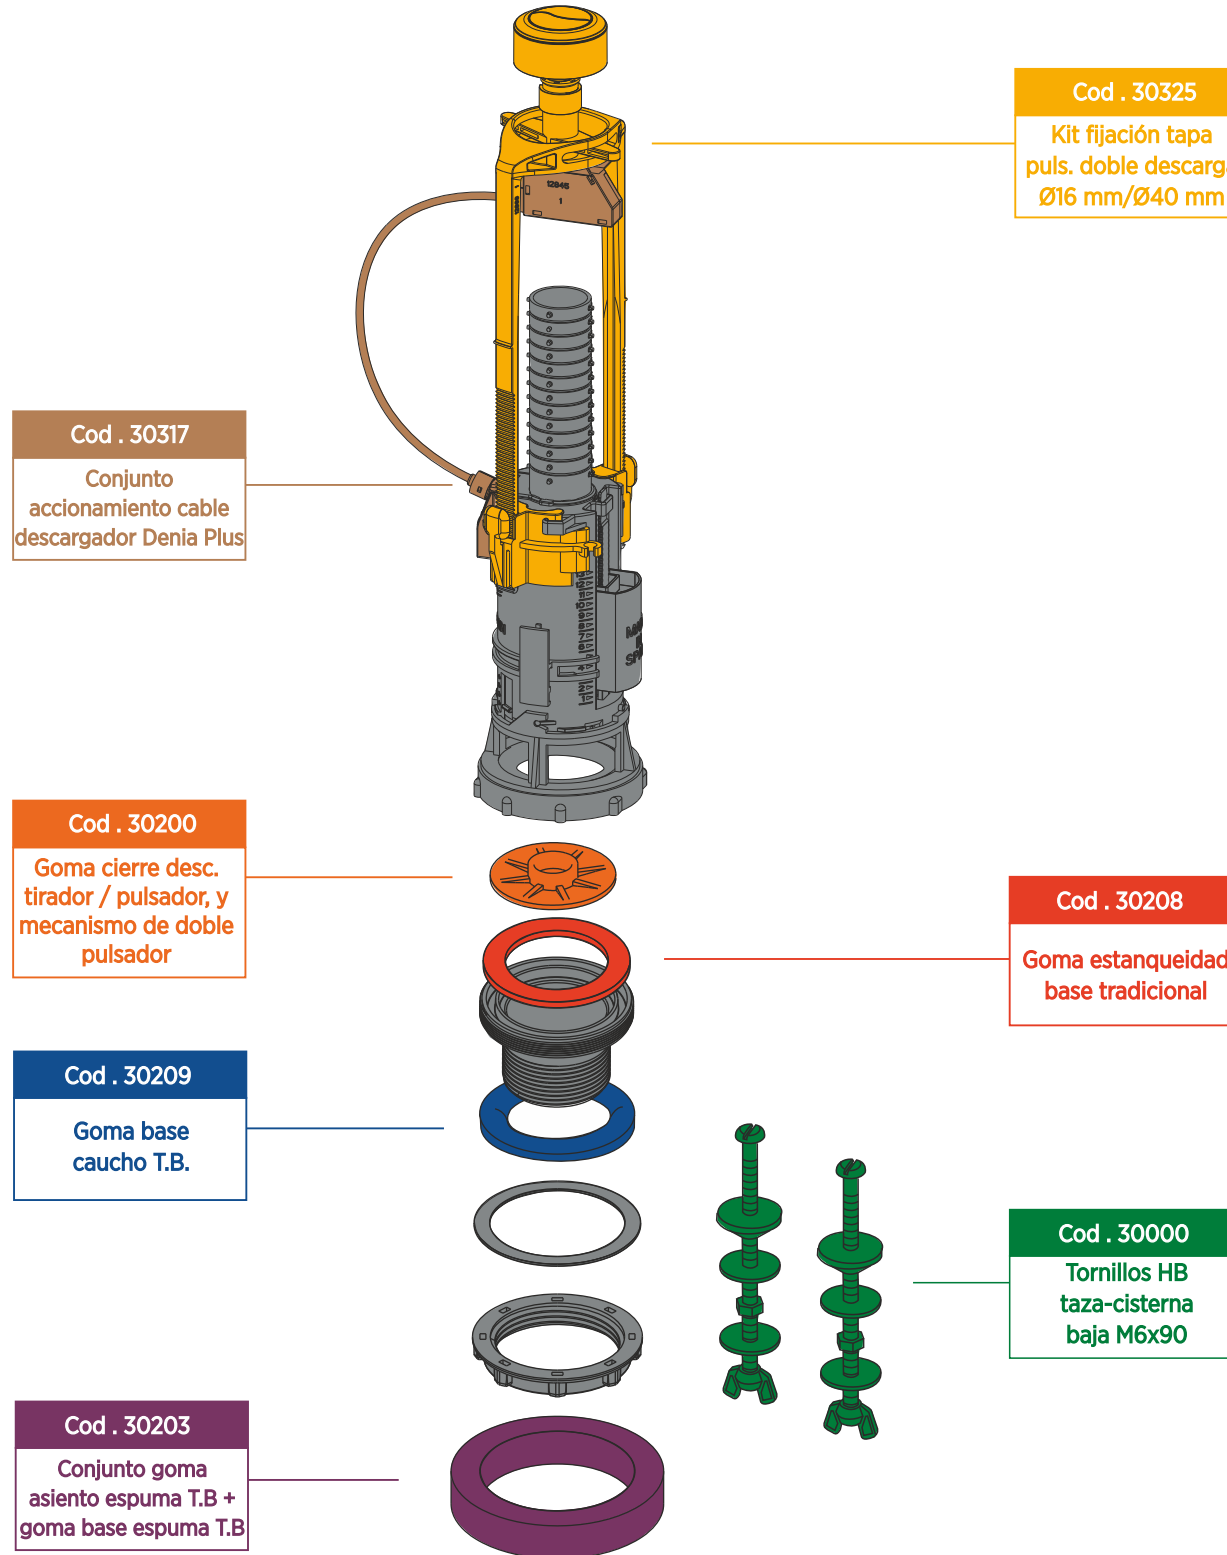 Cod . 30325
Kit fijación tapa
puls. doble descarga
Ø16 mm/Ø40 mm
12945
1
Cod . 30317
Conjunto
accionamiento cable
descargador Denia Plus
Cod . 30200
Goma cierre desc.
tirador / pulsador, y
mecanismo de doble
pulsador
Cod . 30208
Goma estanqueidad
base tradicional
Cod . 30209
Goma base
caucho T.B.
Cod . 30000
Tornillos HB
taza-cisterna
baja M6x90
Cod . 30203
Conjunto goma
asiento espuma T.B +
goma base espuma T.B